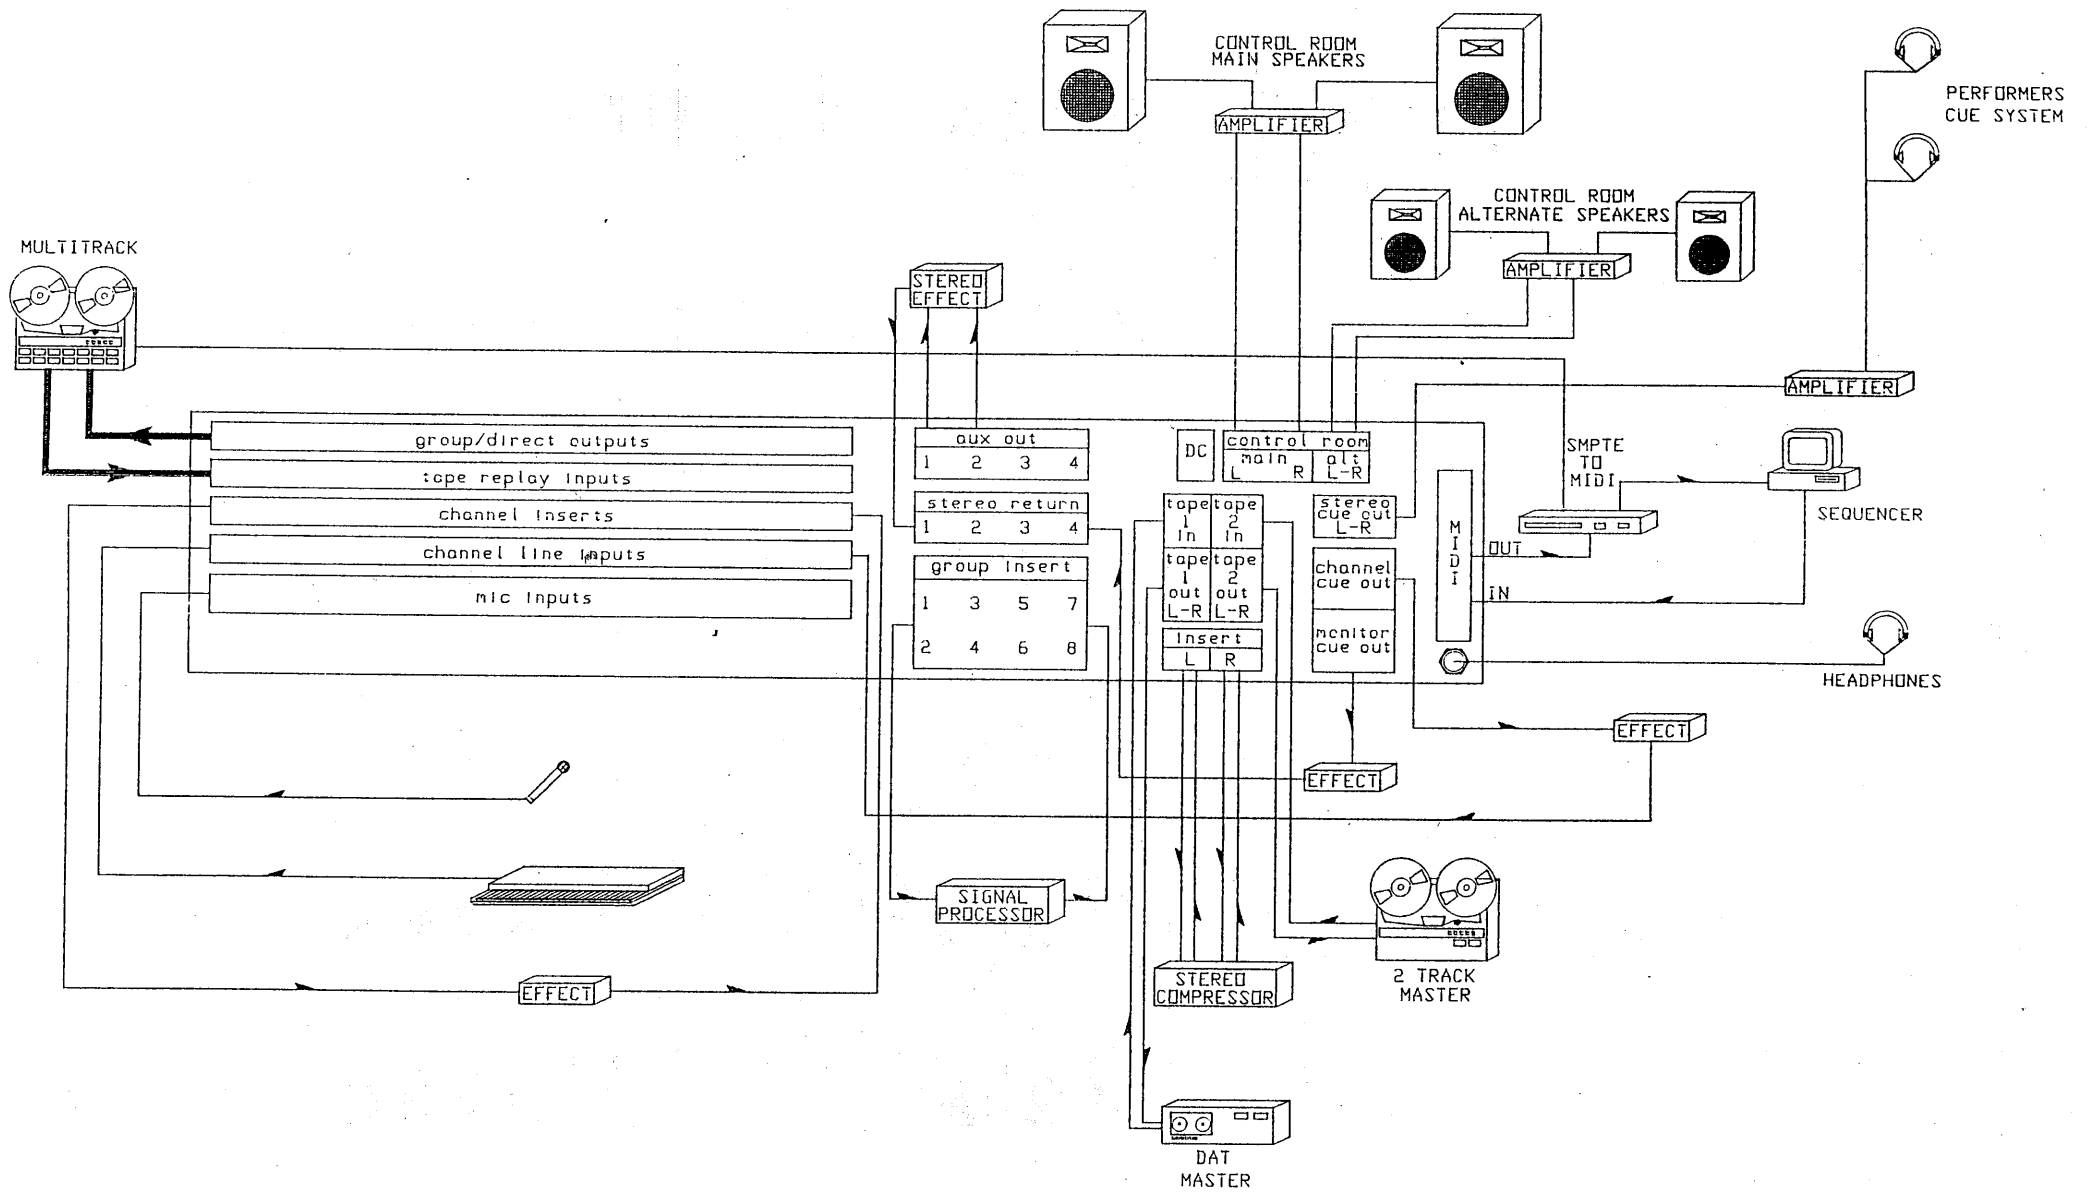 CONTROL ROOM
MAIN SPEAKERS
AMPLIFIER
PERFORMERS
CUE SYSTEM
CONTROL ROOM
ALTERNATE SPEAKERS
AMPLIFIER
MULTITRACK
STEREO
EFFECT
AMPLIFIER
group/direct outputs
tape replay inputs
channel inserts
channel line inputs
mic inputs
aux out
1 2 3 4
stereo return
1 2 3 4
group insert
1 3 5 7
2 4 6 8
DC
control room
main alt
L R L-R
tape tape
1 2
in in
tape tape
1 2
out out
L-R L-R
insert
L R
stereo
cue out
L-R
channel
cue out
monitor
cue out
MIDI
OUT
IN
SMPTE
TO
MIDI
SEQUENCER
HEADPHONES
EFFECT
EFFECT
SIGNAL
PROCESSOR
EFFECT
STEREO
COMPRESSOR
2 TRACK
MASTER
DAT
MASTER